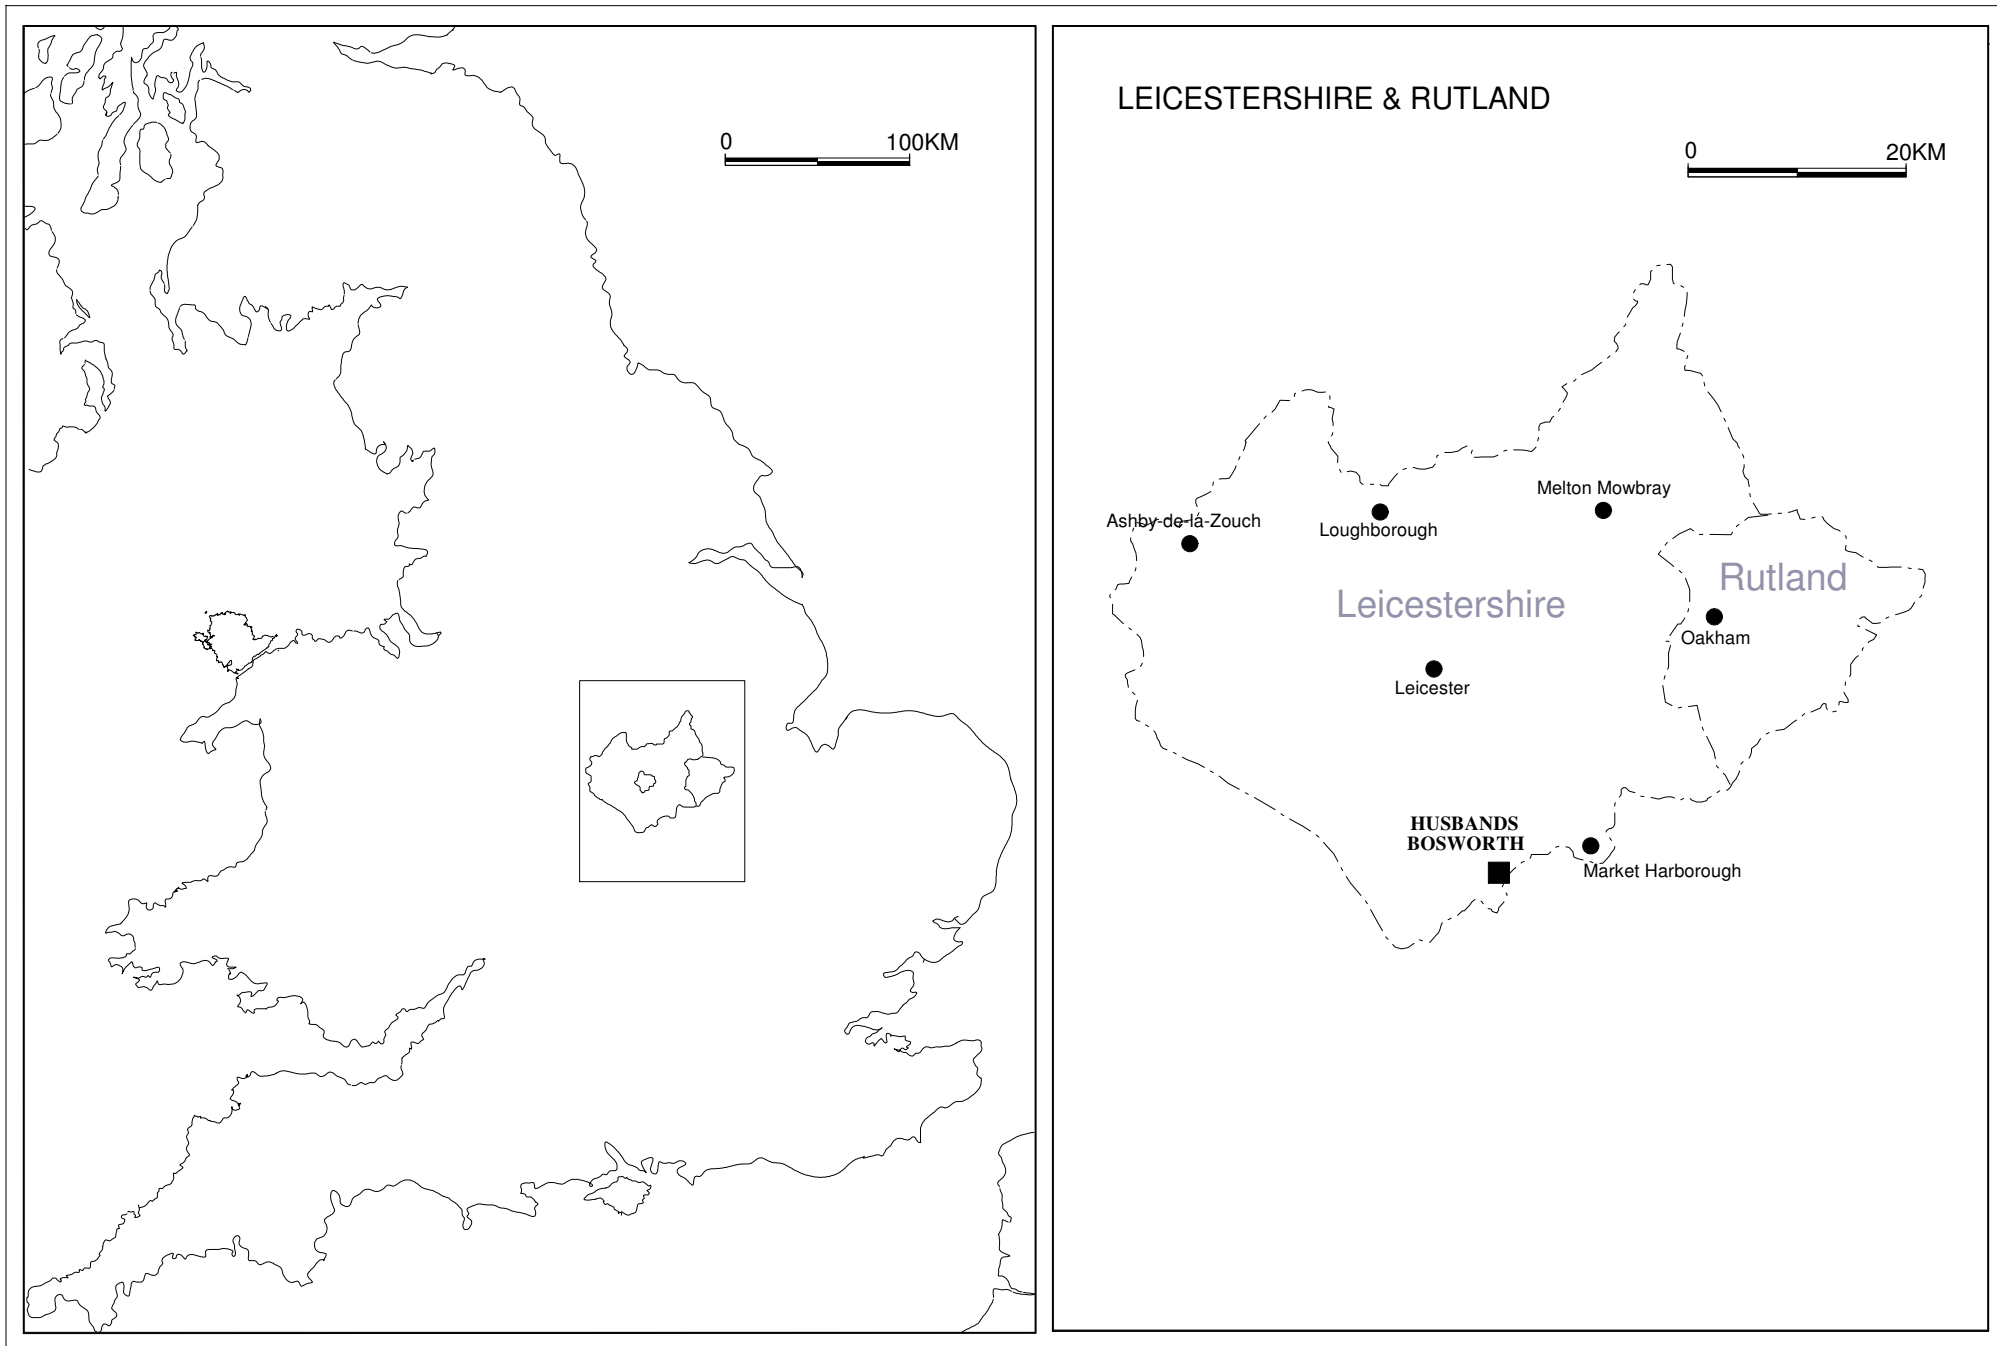 0 100KM
LEICESTERSHIRE & RUTLAND
0 20KM
Melton Mowbray
Ashby-de-la-Zouch
Loughborough
Rutland
Leicestershire
Oakham
Leicester
HUSBANDS
BOSWORTH
Market Harborough